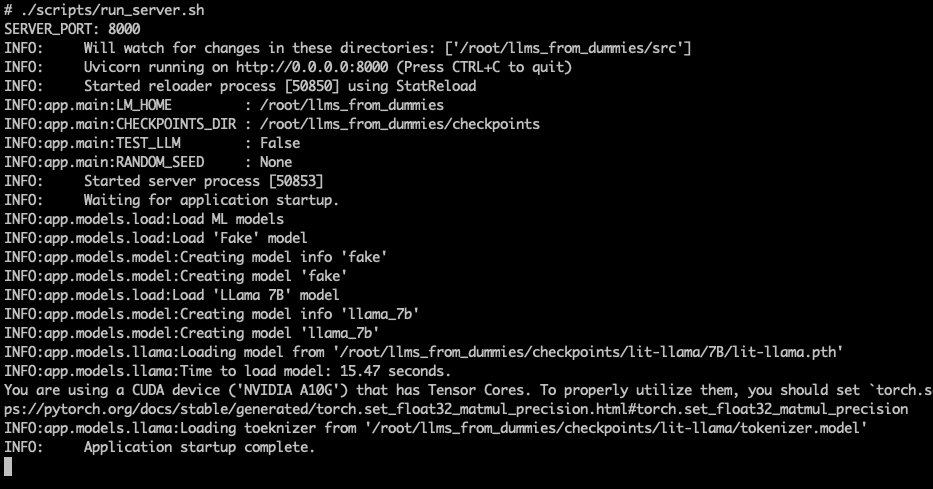 # ./scripts/run_server.sh
SERVER_PORT: 8000
INFO:     Will watch for changes in these directories: ['/root/llms_from_dummies/src']
INFO:     Uvicorn running on http://0.0.0.0:8000 (Press CTRL+C to quit)
INFO:     Started reloader process [50850] using StatReload
INFO:app.main:LM_HOME         : /root/llms_from_dummies
INFO:app.main:CHECKPOINTS_DIR : /root/llms_from_dummies/checkpoints
INFO:app.main:TEST_LLM        : False
INFO:app.main:RANDOM_SEED     : None
INFO:     Started server process [50853]
INFO:     Waiting for application startup.
INFO:app.models.load:Load ML models
INFO:app.models.load:Load 'Fake' model
INFO:app.models.model:Creating model info 'fake'
INFO:app.models.model:Creating model 'fake'
INFO:app.models.load:Load 'LLama 7B' model
INFO:app.models.model:Creating model info 'llama_7b'
INFO:app.models.model:Creating model 'llama_7b'
INFO:app.models.llama:Loading model from '/root/llms_from_dummies/checkpoints/lit-llama/7B/lit-llama.pth'
INFO:app.models.llama:Time to load model: 15.47 seconds.
You are using a CUDA device ('NVIDIA A10G') that has Tensor Cores. To properly utilize them, you should set `torch.s
ps://pytorch.org/docs/stable/generated/torch.set_float32_matmul_precision.html#torch.set_float32_matmul_precision
INFO:app.models.llama:Loading toeknizer from '/root/llms_from_dummies/checkpoints/lit-llama/tokenizer.model'
INFO:     Application startup complete.